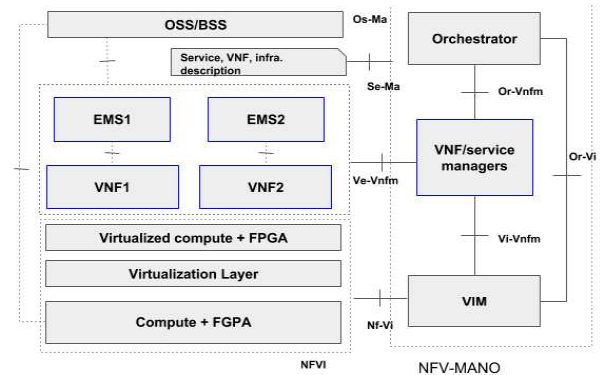 OSS/BSS
Os-Ma
Orchestrator
Service, VNF, infra.
description
Se-Ma
Or-Vnfm
EMS1
EMS2
VNF/service
managers
Or-Vi
VNF1
VNF2
Ve-Vnfm
Virtualized compute + FPGA
Vi-Vnfm
Virtualization Layer
VIM
Compute + FGPA
Nf-Vi
NFVI
NFV-MANO